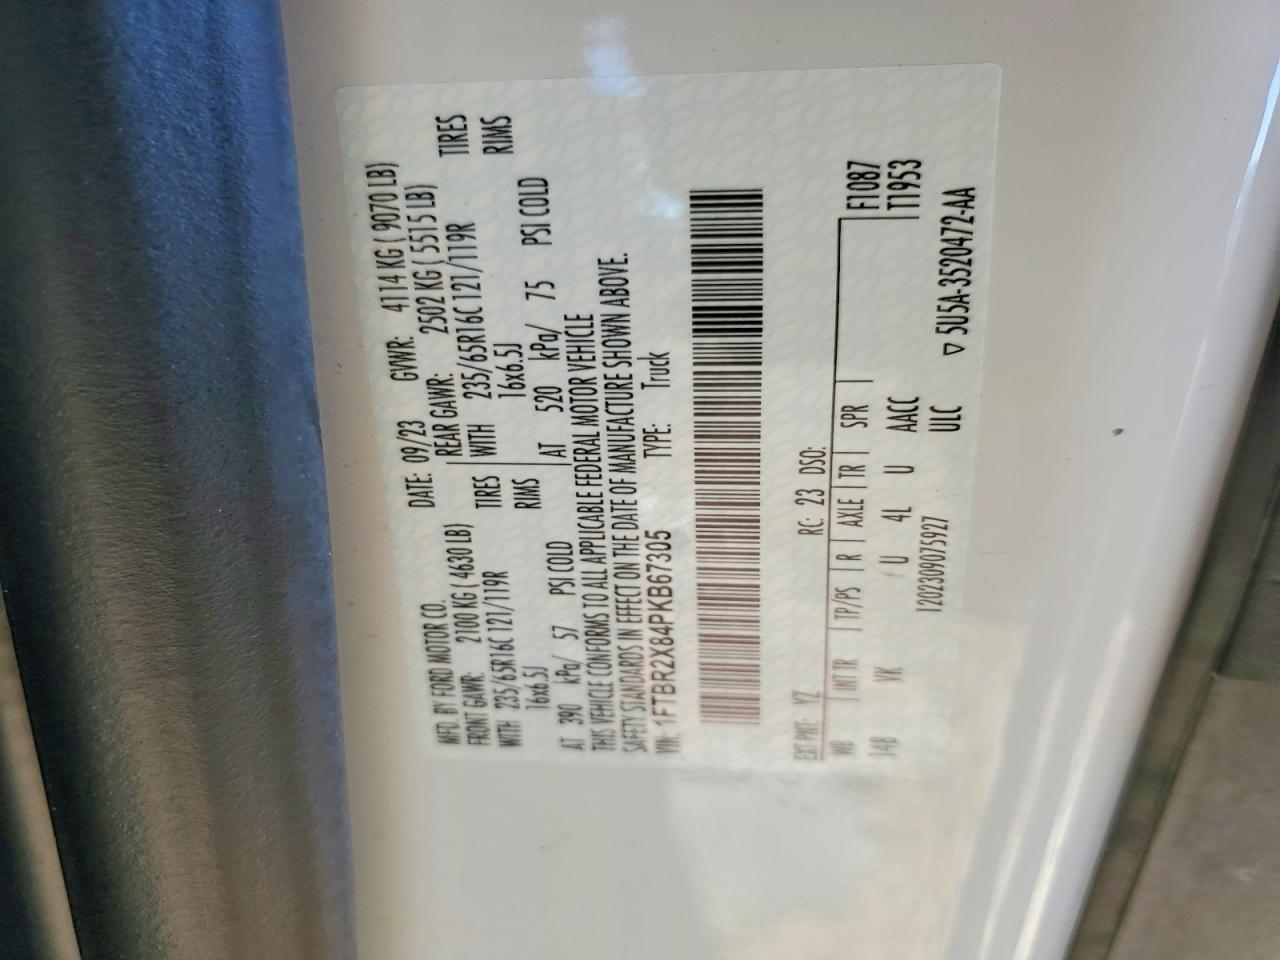 MFD. BY FORD MOTOR CO. DATE: 09/23 GVWR: 4114 KG ( 9070 LB)
FRONT GAWR: 2100 KG ( 4630 LB) REAR GAWR: 2502 KG ( 5515 LB)
WITH 235/65R16C 121/119R TIRES WITH 235/65R16C 121/119R TIRES
16x6.5J RIMS 16x6.5J RIMS
AT 390 kPa/ 57 PSI COLD AT 520 kPa/ 75 PSI COLD
THIS VEHICLE CONFORMS TO ALL APPLICABLE FEDERAL MOTOR VEHICLE
SAFETY STANDARDS IN EFFECT ON THE DATE OF MANUFACTURE SHOWN ABOVE.
VIN: 1FTBR2X84PKB67305 TYPE: Truck
EXT PNT: YZ RC: 23 DSO:
WB INT TR TP/PS R AXLE TR SPR F1087
148 VK U 4L U AACC T1953
1202309075927 ULC
▽ 5U5A-3520472-AA